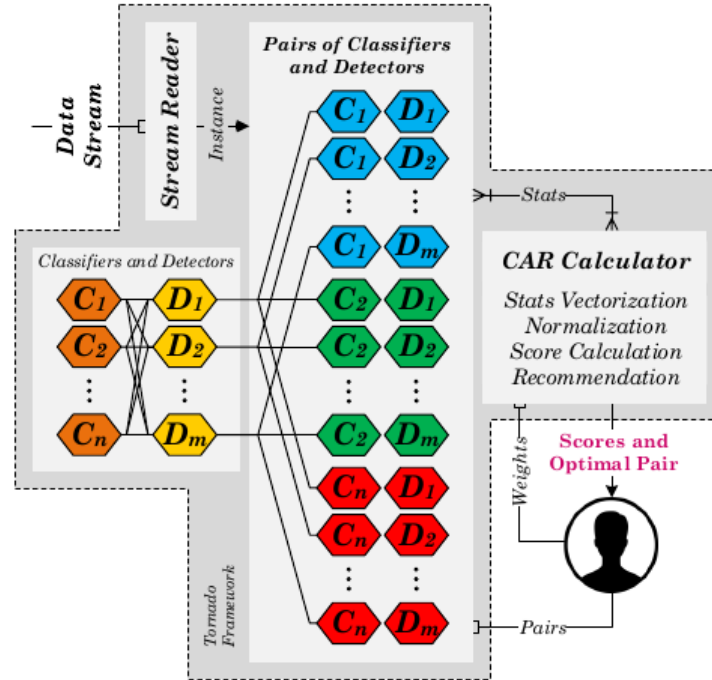 Data
Stream
Stream Reader
Instance
Pairs of Classifiers
and Detectors
C1 D1
C1 D2
C1 Dm
C2 D1
C2 D2
C2 Dm
Cn D1
Cn D2
Cn Dm
Classifiers and Detectors
C1 D1
C2 D2
Cn Dm
Tornado
Framework
Stats
CAR Calculator
Stats Vectorization
Normalization
Score Calculation
Recommendation
Weights
Scores and
Optimal Pair
Pairs